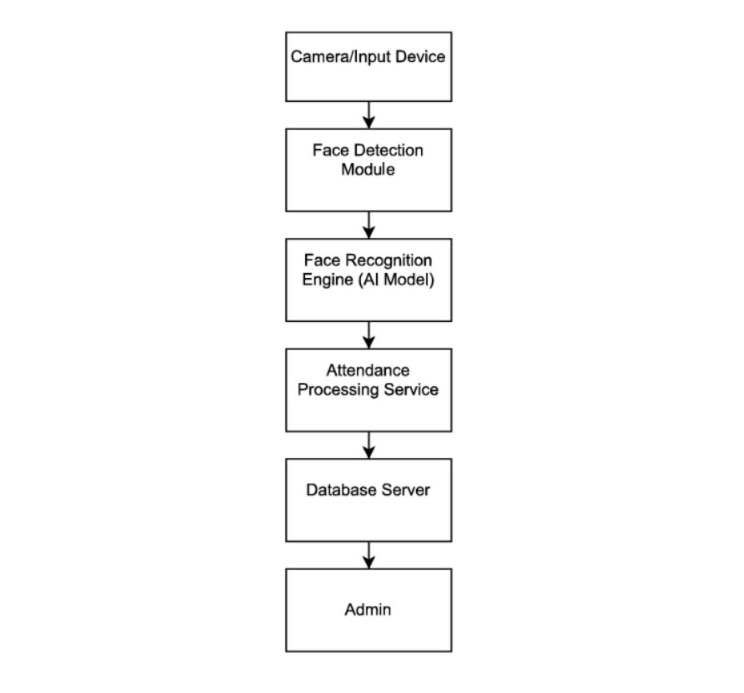 Camera/Input Device
Face Detection
Module
Face Recognition
Engine (AI Model)
Attendance
Processing Service
Database Server
Admin